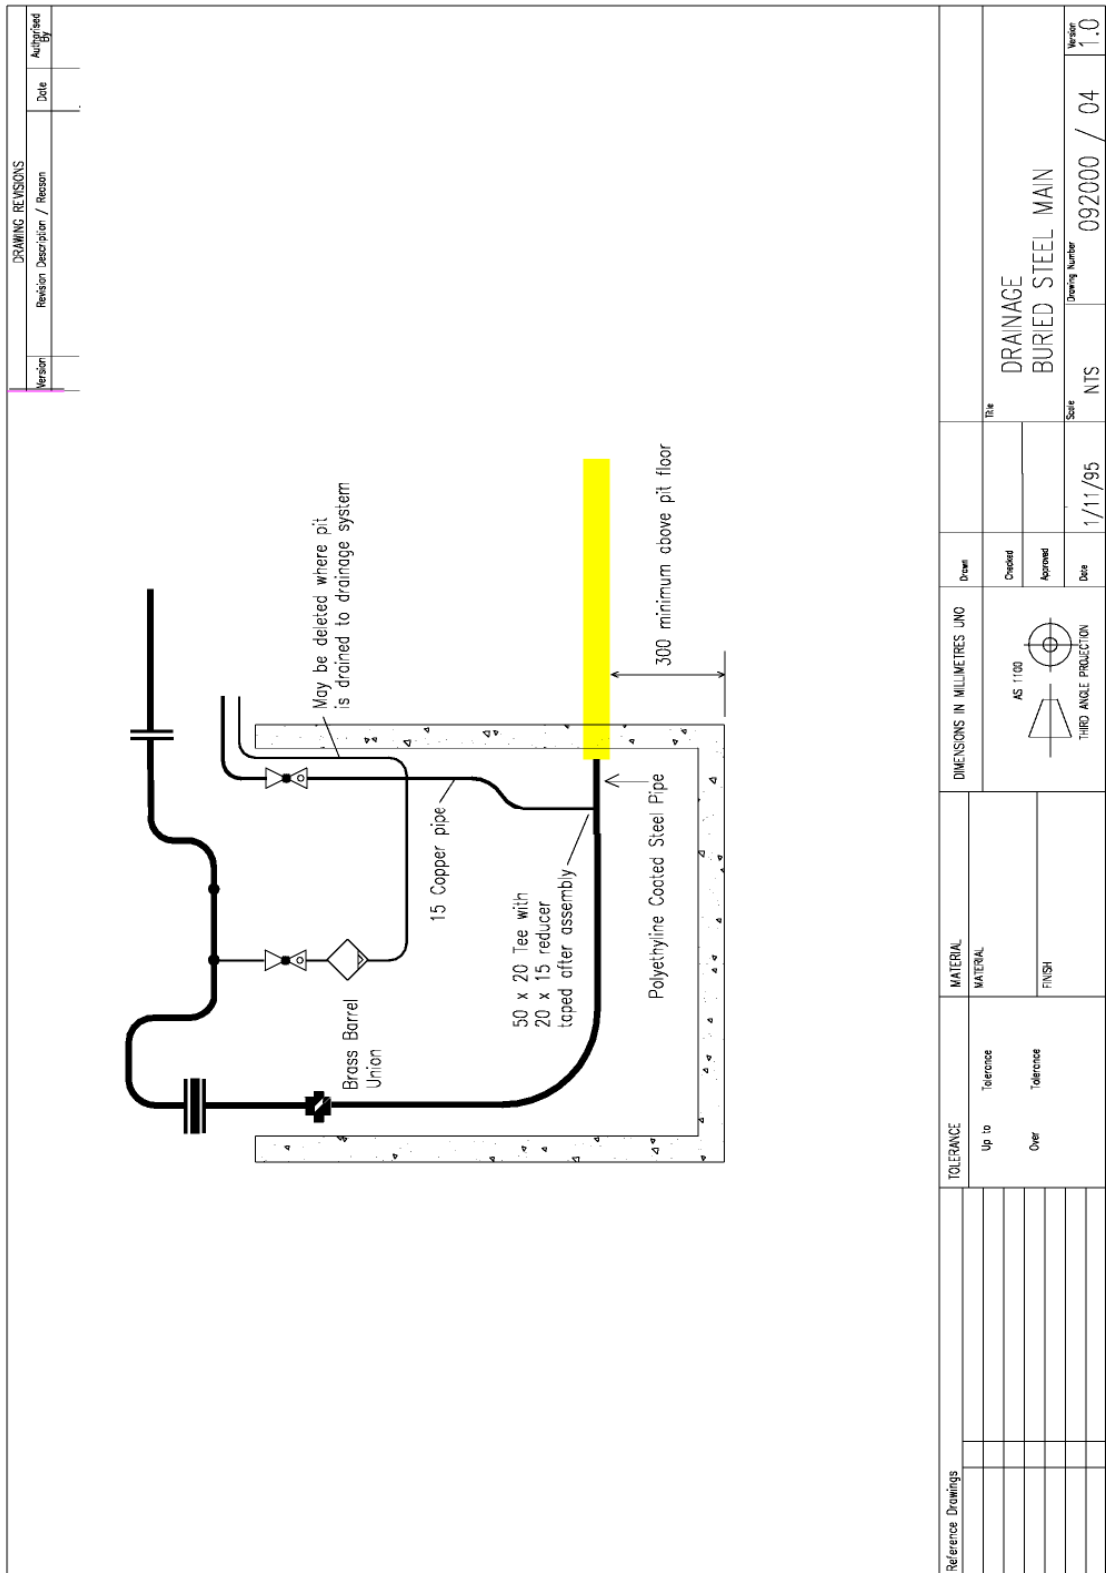 DRAWING REVISIONS
Version
Revision Description / Reason
Date
Authorised
By
May be deleted where pit
is drained to drainage system
15 Copper pipe
Brass Barrel
Union
50 x 20 Tee with
20 x 15 reducer
taped after assembly
Polyethyline Coated Steel Pipe
300 minimum above pit floor
Reference Drawings
TOLERANCE
Up to
Tolerance
Over
Tolerance
MATERIAL
MATERIAL
FINISH
DIMENSIONS IN MILLIMETRES UNO
AS 1100
THIRD ANGLE PROJECTION
Drawn
Checked
Approved
Date
1/11/95
Title
DRAINAGE
BURIED STEEL MAIN
Scale
NTS
Drawing Number
092000 / 04
Version
1.0